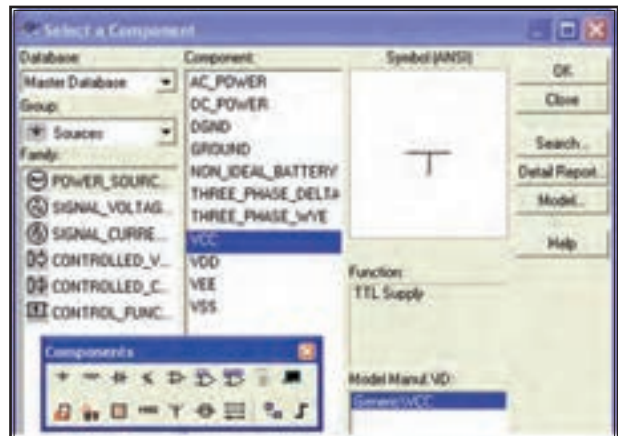 Select a Component
Database:
Master Database
Group:
Sources
Family:
POWER_SOURC...
SIGNAL_VOLTAG...
SIGNAL_CURRE...
CONTROLLED_V...
CONTROLLED_C...
CONTROL_FUNC...
Component:
AC_POWER
DC_POWER
DGND
GROUND
NON_IDEAL_BATTERY
THREE_PHASE_DELTA
THREE_PHASE_WYE
VCC
VDD
VEE
VSS
Symbol (ANSI)
Function:
TTL Supply
Model Manuf.\ID:
Generic\VCC
OK
Close
Search...
Detail Report...
Model...
Help
Components